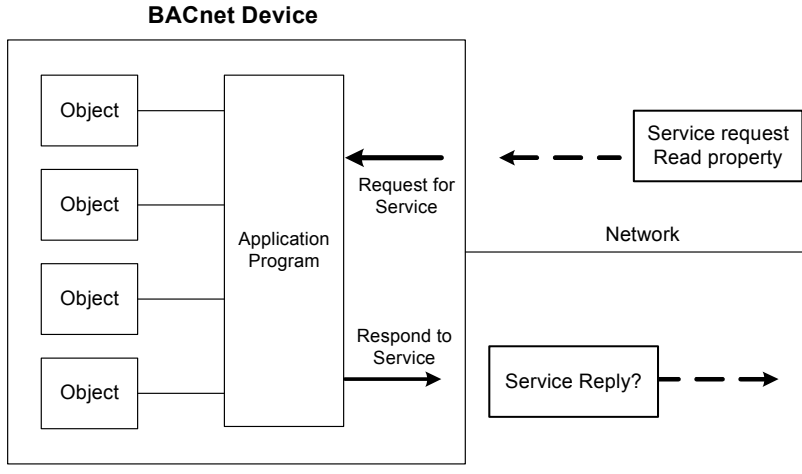 BACnet Device
Object
Object
Object
Object
Application
Program
Request for
Service
Respond to
Service
Service request
Read property
Network
Service Reply?